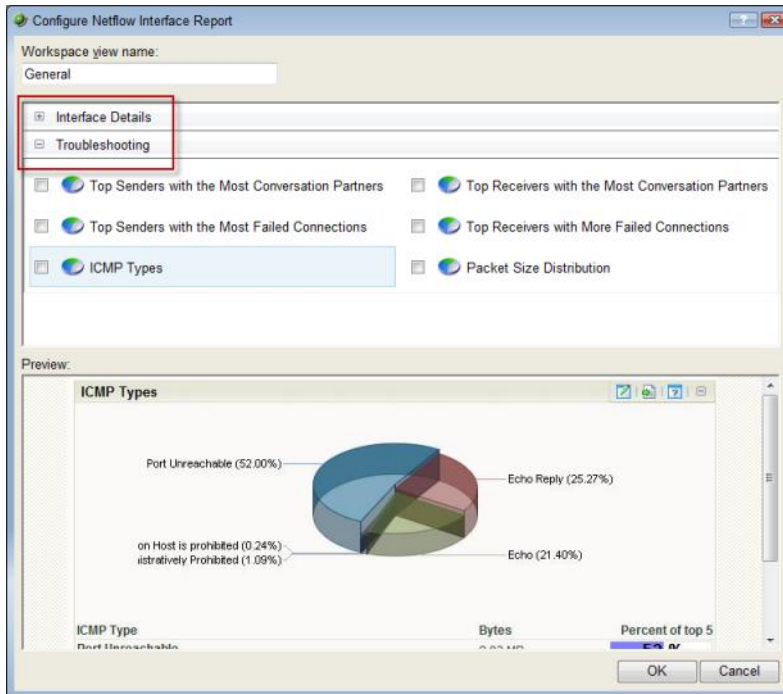 Configure Netflow Interface Report
Workspace view name:
General
Interface Details
Troubleshooting
Top Senders with the Most Conversation Partners
Top Receivers with the Most Conversation Partners
Top Senders with the Most Failed Connections
Top Receivers with More Failed Connections
ICMP Types
Packet Size Distribution
Preview:
ICMP Types
Port Unreachable (52.00%)
Echo Reply (25.27%)
on Host is prohibited (0.24%)
istratively Prohibited (1.09%)
Echo (21.40%)
ICMP Type Bytes Percent of top 5
Port Unreachable
OK Cancel